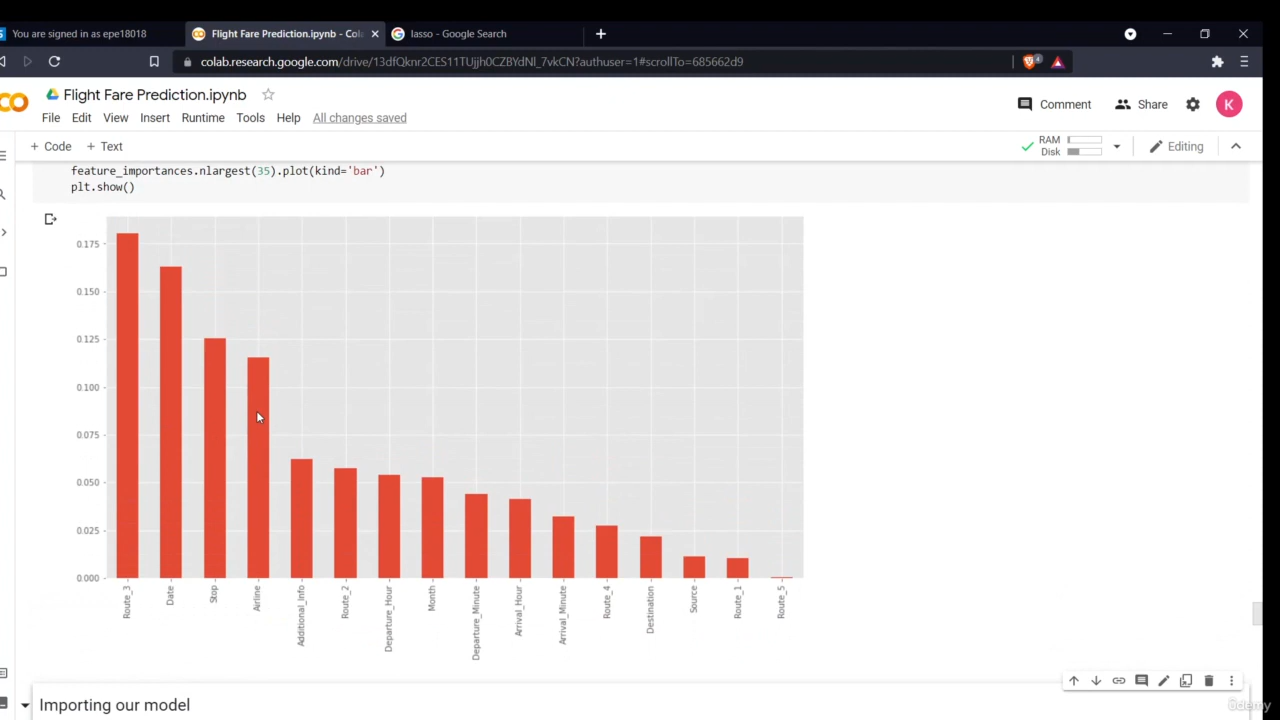 You are signed in as epe18018
Flight Fare Prediction.ipynb - Col
lasso - Google Search
colab.research.google.com/drive/13dfQknr2CES11TUjjh0CZBYdNl_7vkCN?authuser=1#scrollTo=685662d9
4
Flight Fare Prediction.ipynb
Comment
Share
K
File Edit View Insert Runtime Tools Help All changes saved
+ Code + Text
RAM
Disk
Editing
feature_importances.nlargest(35).plot(kind='bar')
plt.show()
0.175
0.150
0.125
0.100
0.075
0.050
0.025
0.000
Route_3
Date
Stop
Airline
Additional_Info
Route_2
Departure_Hour
Month
Departure_Minute
Arrival_Hour
Arrival_Minute
Route_4
Destination
Source
Route_1
Route_5
Importing our model
ûdemy